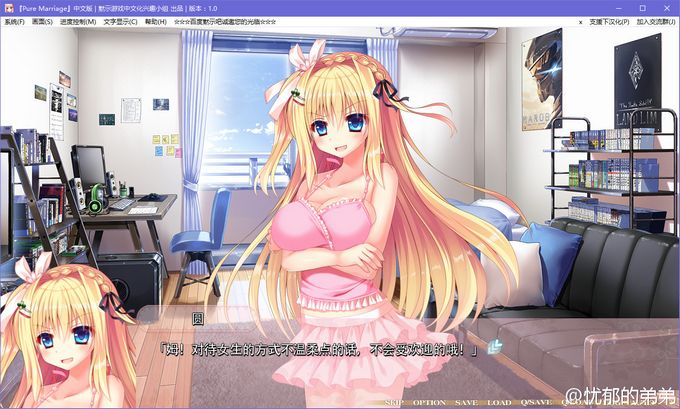 『Pure Marriage』中文版 | 默示游戏中文化兴趣小组 出品 | 版本：1.0
系统(F) 画面(S) 进度控制(M) 文字显示(C) 帮助(H) ☆☆☆百度默示吧诚邀您的光临☆☆☆ x 支援下汉化(P) 加入交流群(J)
圆
「姆！对待女生的方式不温柔点的话，不会受欢迎的哦！」
SKIP OPTION SAVE LOAD Q/SAVE
@忧郁的弟弟